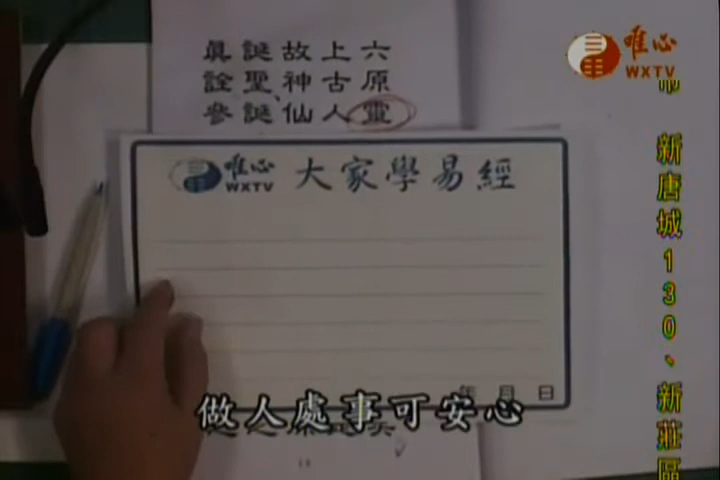 真誕故上六
詮聖、神古原
參誕仙人靈
唯心
WXTV
唯心
WXTV
大家學易經
年 月 日
做人處事可安心
新唐城130、新莊區